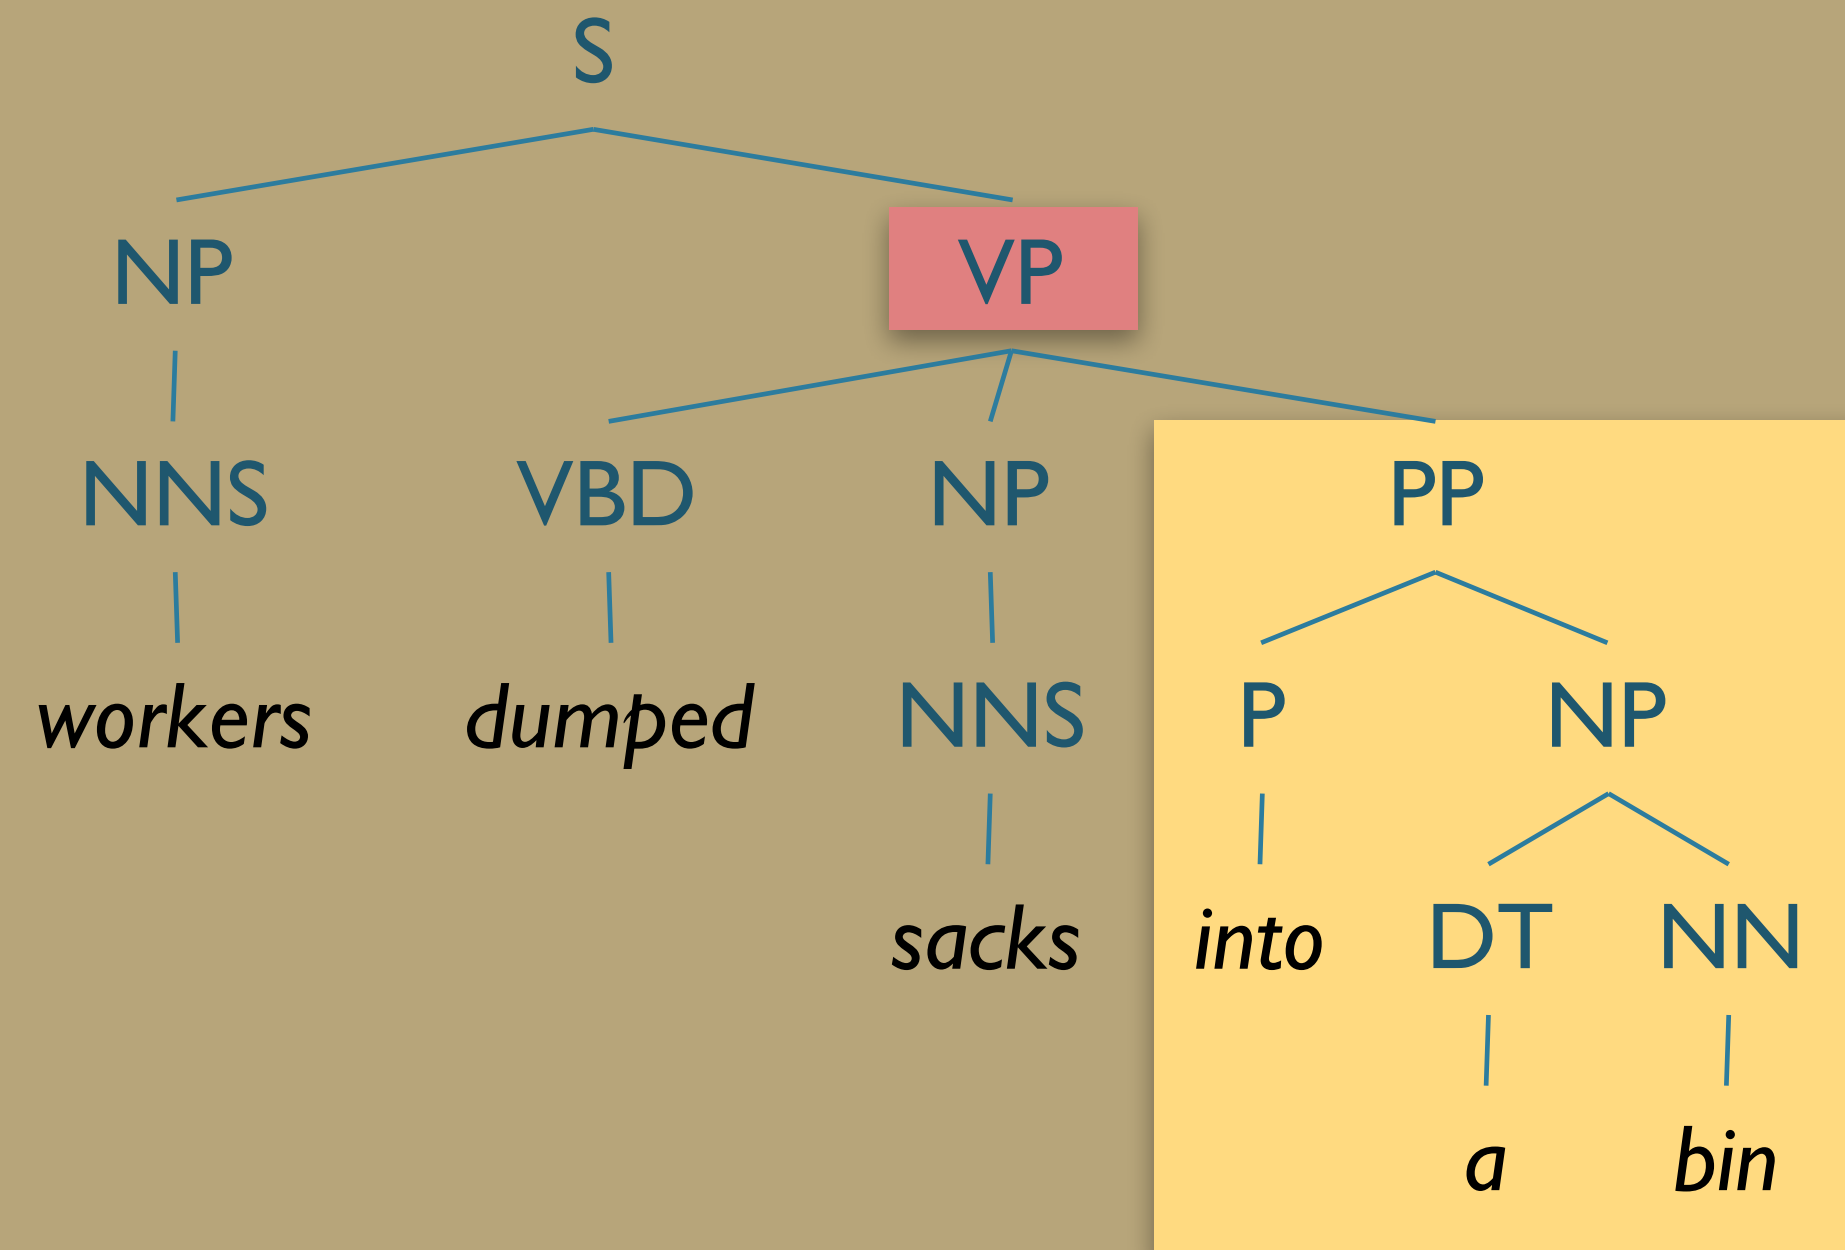 S
NP VP
NNS VBD NP PP
workers dumped NNS P NP
sacks into DT NN
a bin